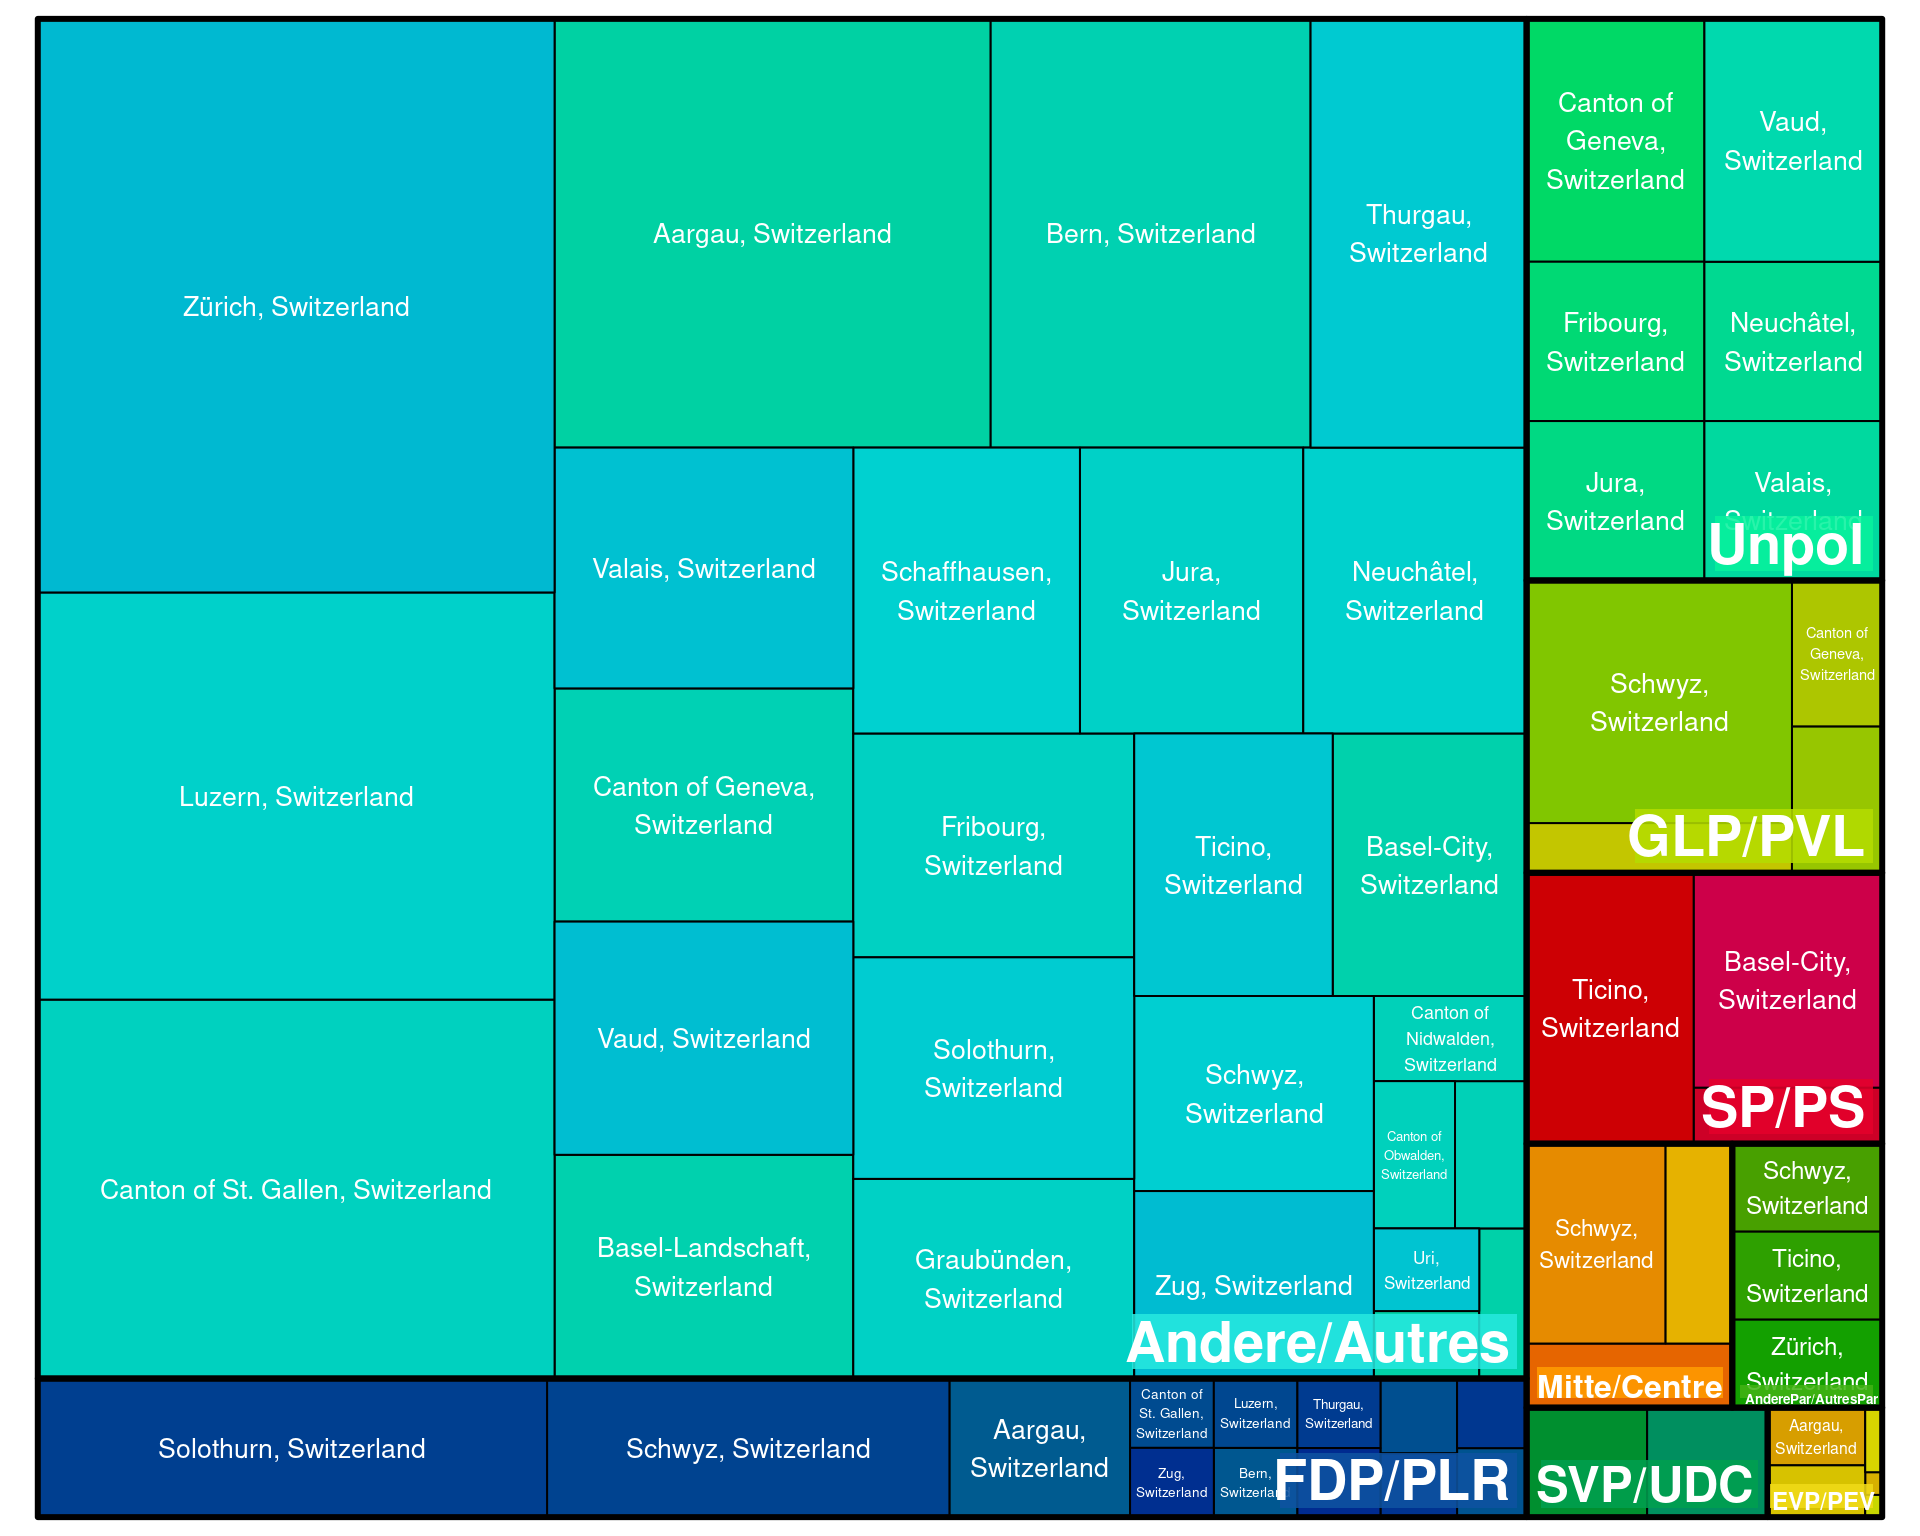 Zürich, Switzerland
Luzern, Switzerland
Canton of St. Gallen, Switzerland
Aargau, Switzerland
Bern, Switzerland
Thurgau,
Switzerland
Valais, Switzerland
Canton of Geneva,
Switzerland
Vaud, Switzerland
Basel-Landschaft,
Switzerland
Schaffhausen,
Switzerland
Jura,
Switzerland
Neuchâtel,
Switzerland
Fribourg,
Switzerland
Solothurn,
Switzerland
Graubünden,
Switzerland
Ticino,
Switzerland
Basel-City,
Switzerland
Schwyz,
Switzerland
Zug, Switzerland
Canton of
Nidwalden,
Switzerland
Canton of
Obwalden,
Switzerland
Uri,
Switzerland
Andere/Autres
Solothurn, Switzerland
Schwyz, Switzerland
Aargau,
Switzerland
Canton of
St. Gallen,
Switzerland
Luzern,
Switzerland
Thurgau,
Switzerland
Zug,
Switzerland
Bern,
Switzerland
FDP/PLR
Canton of
Geneva,
Switzerland
Vaud,
Switzerland
Fribourg,
Switzerland
Neuchâtel,
Switzerland
Jura,
Switzerland
Valais,
Switzerland
Unpol
Schwyz,
Switzerland
Canton of
Geneva,
Switzerland
GLP/PVL
Ticino,
Switzerland
Basel-City,
Switzerland
SP/PS
Schwyz,
Switzerland
Mitte/Centre
Schwyz,
Switzerland
Ticino,
Switzerland
Zürich,
Switzerland
AnderePar/AutresPar
SVP/UDC
Aargau,
Switzerland
EVP/PEV